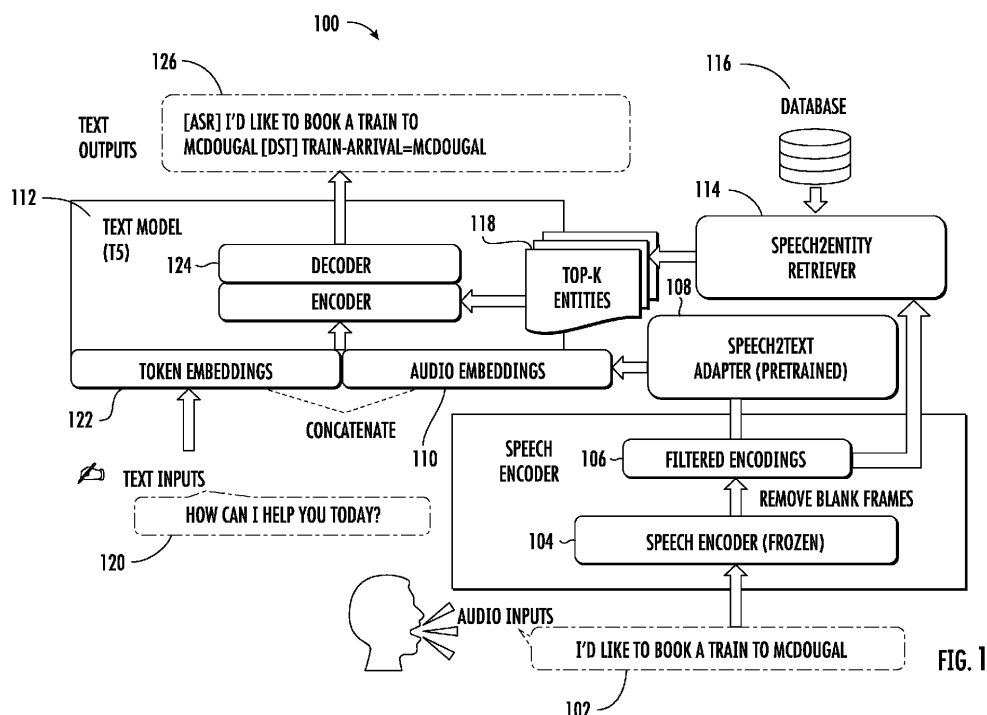 100
126
116
DATABASE
TEXT
OUTPUTS
[ASR] I'D LIKE TO BOOK A TRAIN TO
MCDOUGAL [DST] TRAIN-ARRIVAL=MCDOUGAL
112
TEXT MODEL
(T5)
114
118
SPEECH2ENTITY
RETRIEVER
124
DECODER
ENCODER
TOP-K
ENTITIES
108
SPEECH2TEXT
ADAPTER (PRETRAINED)
TOKEN EMBEDDINGS
AUDIO EMBEDDINGS
122
CONCATENATE
110
SPEECH
ENCODER
106
FILTERED ENCODINGS
TEXT INPUTS
REMOVE BLANK FRAMES
HOW CAN I HELP YOU TODAY?
120
104
SPEECH ENCODER (FROZEN)
AUDIO INPUTS
I'D LIKE TO BOOK A TRAIN TO MCDOUGAL
102
FIG. 1